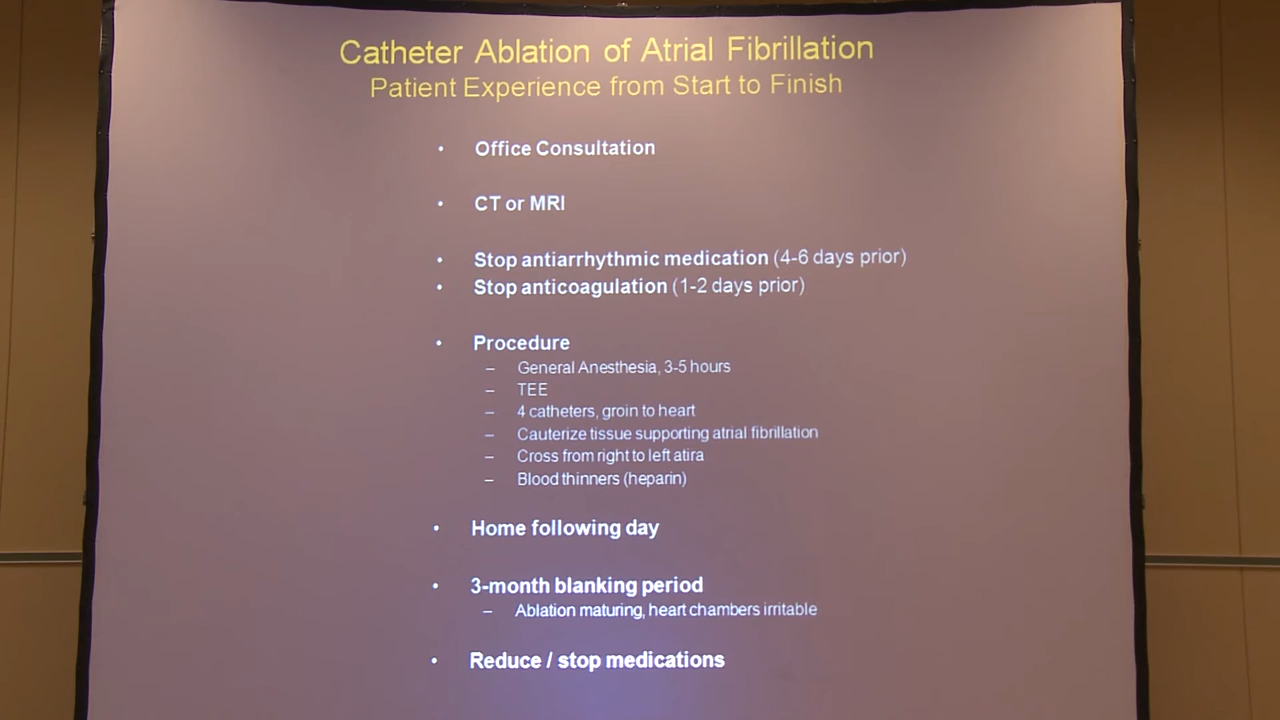 Catheter Ablation of Atrial Fibrillation
Patient Experience from Start to Finish
• Office Consultation
• CT or MRI
• Stop antiarrhythmic medication (4-6 days prior)
• Stop anticoagulation (1-2 days prior)
• Procedure
– General Anesthesia, 3-5 hours
– TEE
– 4 catheters, groin to heart
– Cauterize tissue supporting atrial fibrillation
– Cross from right to left atira
– Blood thinners (heparin)
• Home following day
• 3-month blanking period
– Ablation maturing, heart chambers irritable
• Reduce / stop medications